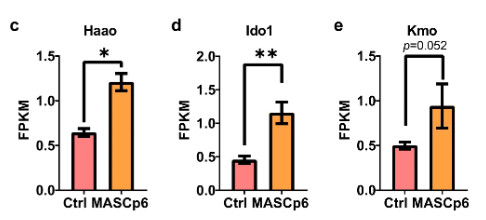 c
Haao
FPKM
1.5
1.0
0.5
0.0
*
Ctrl MASCp6
d
Ido1
FPKM
2.0
1.5
1.0
0.5
0.0
**
Ctrl MASCp6
e
Kmo
p=0.052
FPKM
1.5
1.0
0.5
0.0
Ctrl MASCp6